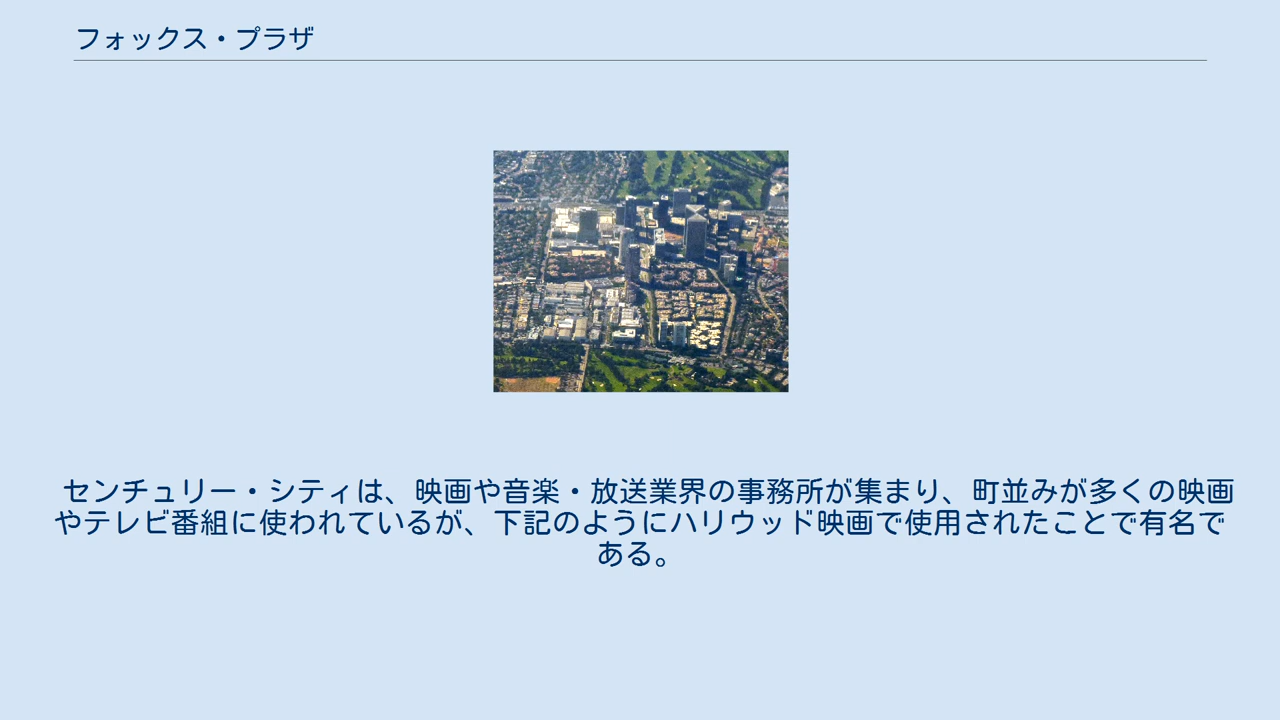 フォックス・プラザ
センチュリー・シティは、映画や音楽・放送業界の事務所が集まり、町並みが多くの映画
やテレビ番組に使われているが、下記のようにハリウッド映画で使用されたことで有名で
ある。